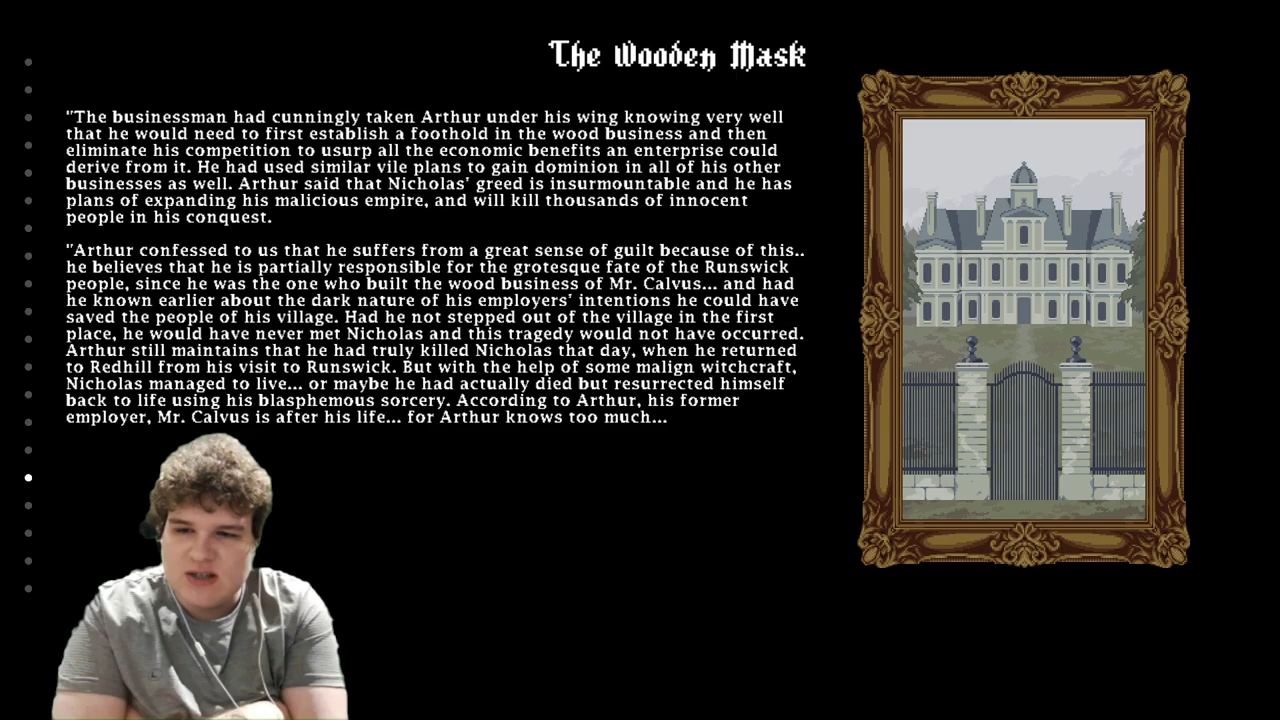 The Wooden Mask
"The businessman had cunningly taken Arthur under his wing knowing very well
that he would need to first establish a foothold in the wood business and then
eliminate his competition to usurp all the economic benefits an enterprise could
derive from it. He had used similar vile plans to gain dominion in all of his other
businesses as well. Arthur said that Nicholas' greed is insurmountable and he has
plans of expanding his malicious empire, and will kill thousands of innocent
people in his conquest.
"Arthur confessed to us that he suffers from a great sense of guilt because of this..
he believes that he is partially responsible for the grotesque fate of the Runswick
people, since he was the one who built the wood business of Mr. Calvus... and had
he known earlier about the dark nature of his employers' intentions he could have
saved the people of his village. Had he not stepped out of the village in the first
place, he would have never met Nicholas and this tragedy would not have occurred.
Arthur still maintains that he had truly killed Nicholas that day, when he returned
to Redhill from his visit to Runswick. But with the help of some malign witchcraft,
Nicholas managed to live... or maybe he had actually died but resurrected himself
back to life using his blasphemous sorcery. According to Arthur, his former
employer, Mr. Calvus is after his life... for Arthur knows too much...